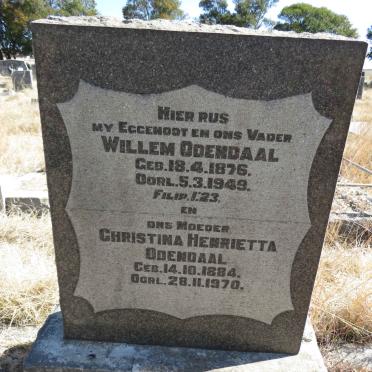 HIER RUS
MY EGGENOOT EN ONS VADER
WILLEM ODENDAAL
GEB.18.4.1876.
OORL.5.3.1949.
FILIP.1:23.
EN
ONS MOEDER
CHRISTINA HENRIETTA
ODENDAAL
GEB.14.10.1884.
OORL.28.11.1970.